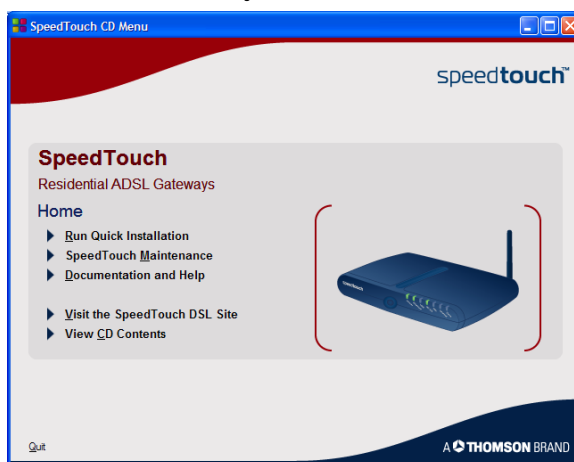 SpeedTouch CD Menu
speedtouch™
SpeedTouch
Residential ADSL Gateways
Home
Run Quick Installation
SpeedTouch Maintenance
Documentation and Help
Visit the SpeedTouch DSL Site
View CD Contents
Quit
A THOMSON BRAND